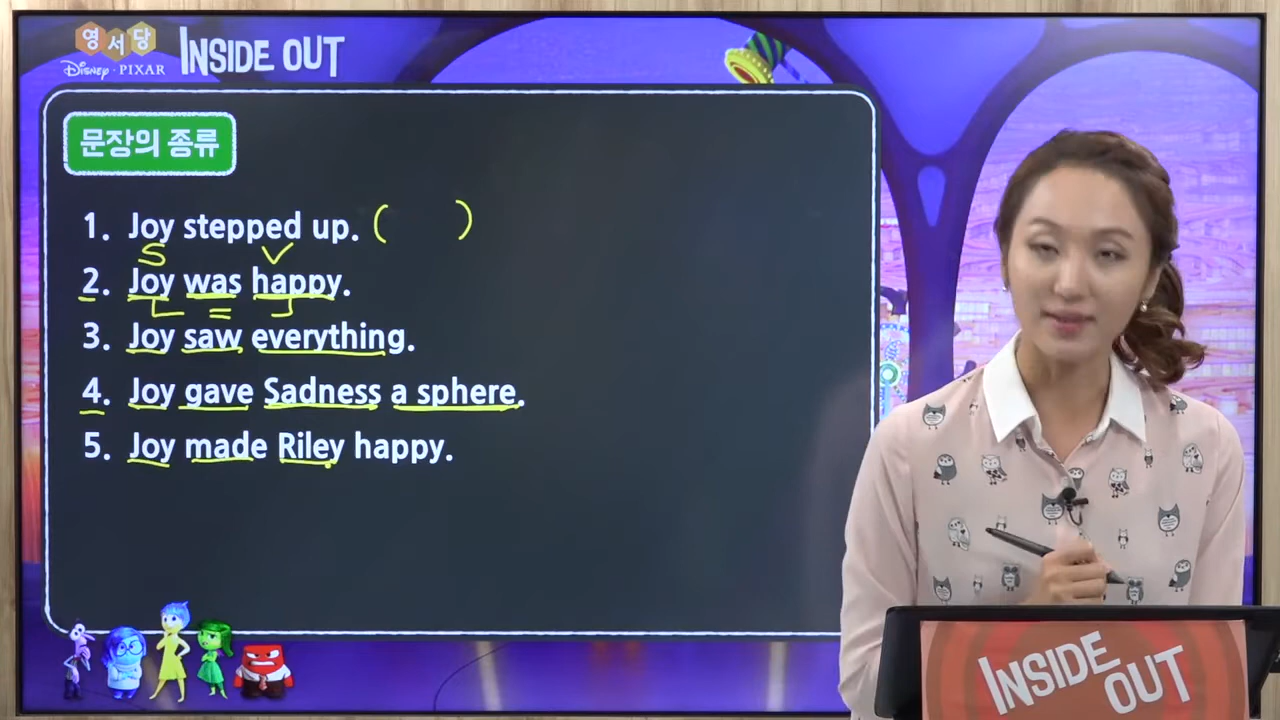 영서당
Disney · PIXAR
INSIDE OUT
문장의 종류
1. Joy stepped up. ( )
S V
2. Joy was happy.
3. Joy saw everything.
4. Joy gave Sadness a sphere.
5. Joy made Riley happy.
INSIDE
OUT